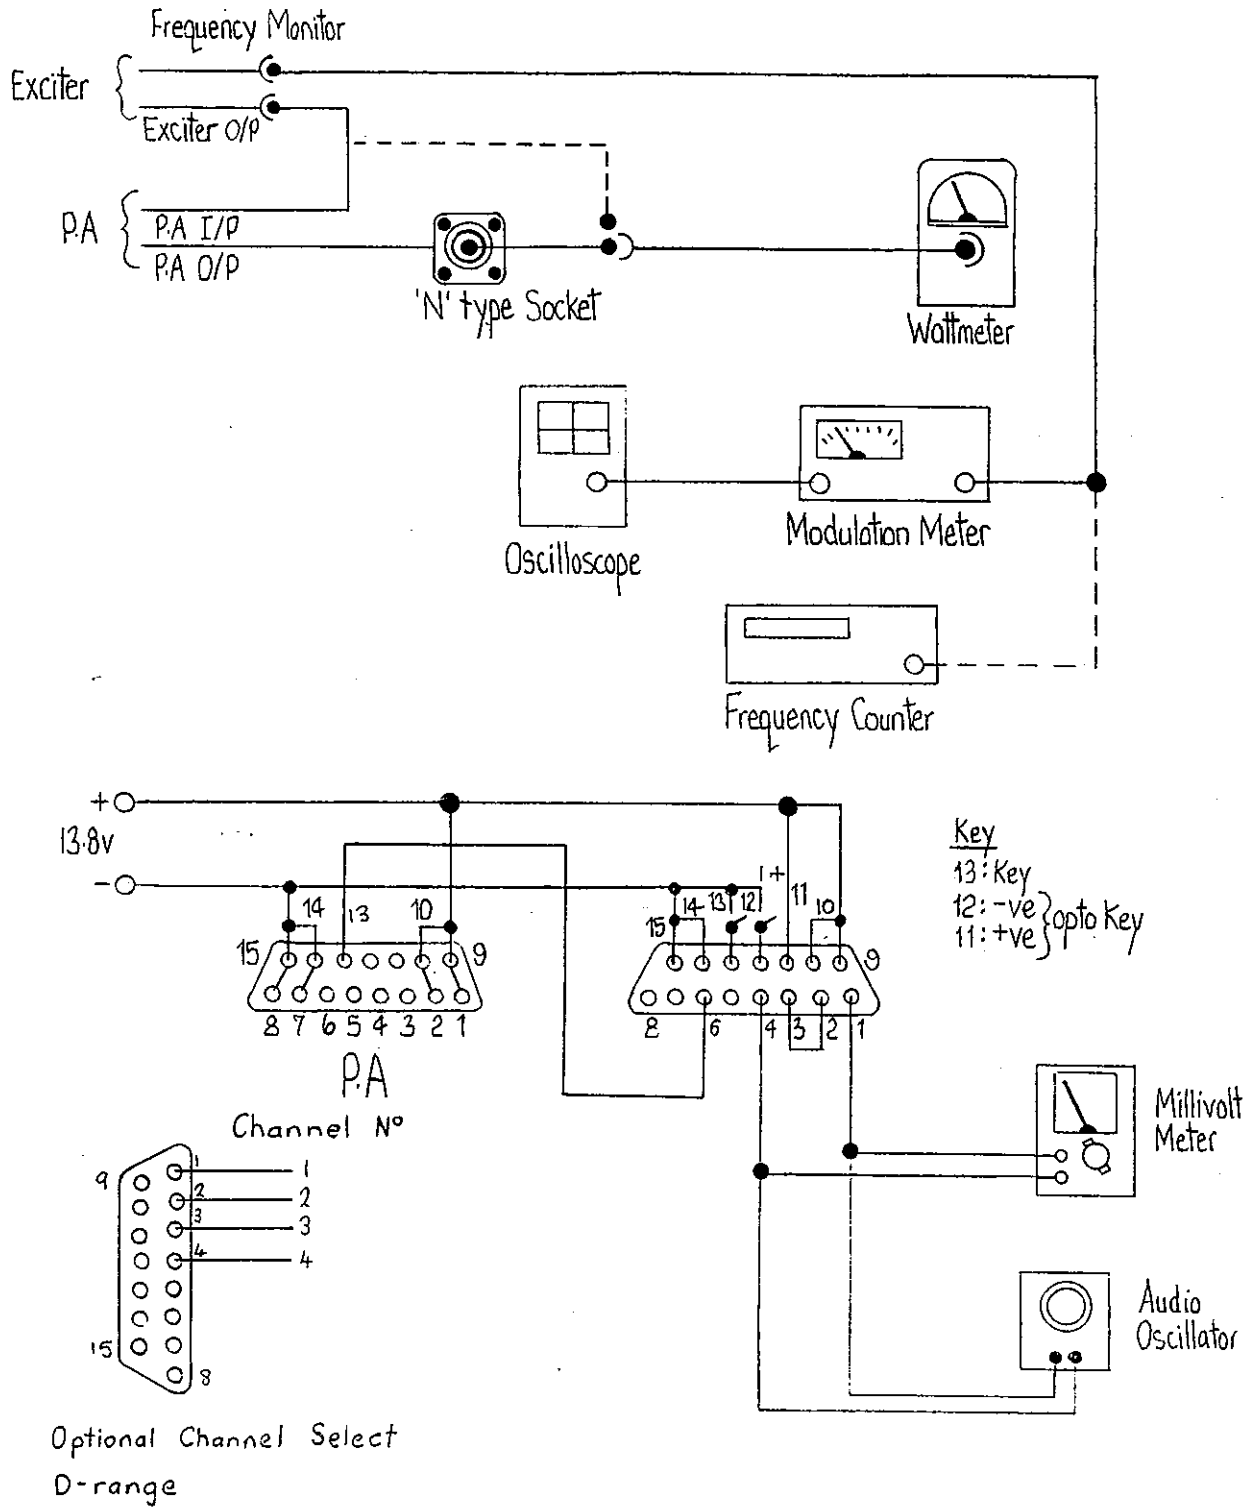 Frequency Monitor
Exciter
Exciter O/P
P.A
P.A I/P
P.A O/P
'N' type Socket
Wattmeter
Oscilloscope
Modulation Meter
Frequency Counter
+
13.8v
-
Key
13: Key
12: -ve
11: +ve
opto Key
15
14
13
10
9
8 7 6 5 4 3 2 1
P.A
15
14
13
12
1+
11
10
9
8 6 4 3 2 1
Millivolt
Meter
Audio
Oscillator
Channel Nº
9
1 1
2 2
3 3
4 4
15
8
Optional Channel Select
D-range